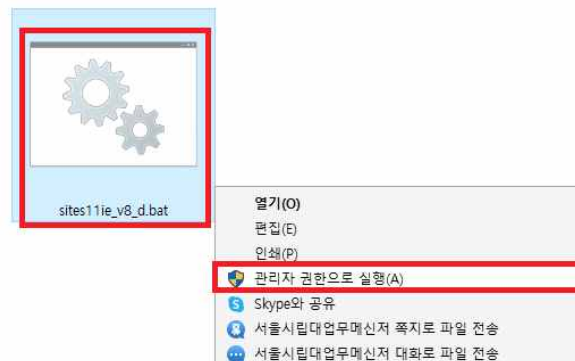 sites11ie_v8_d.bat
열기(O)
편집(E)
인쇄(P)
관리자 권한으로 실행(A)
Skype와 공유
서울시립대업무메신저 쪽지로 파일 전송
서울시립대업무메신저 대화로 파일 전송